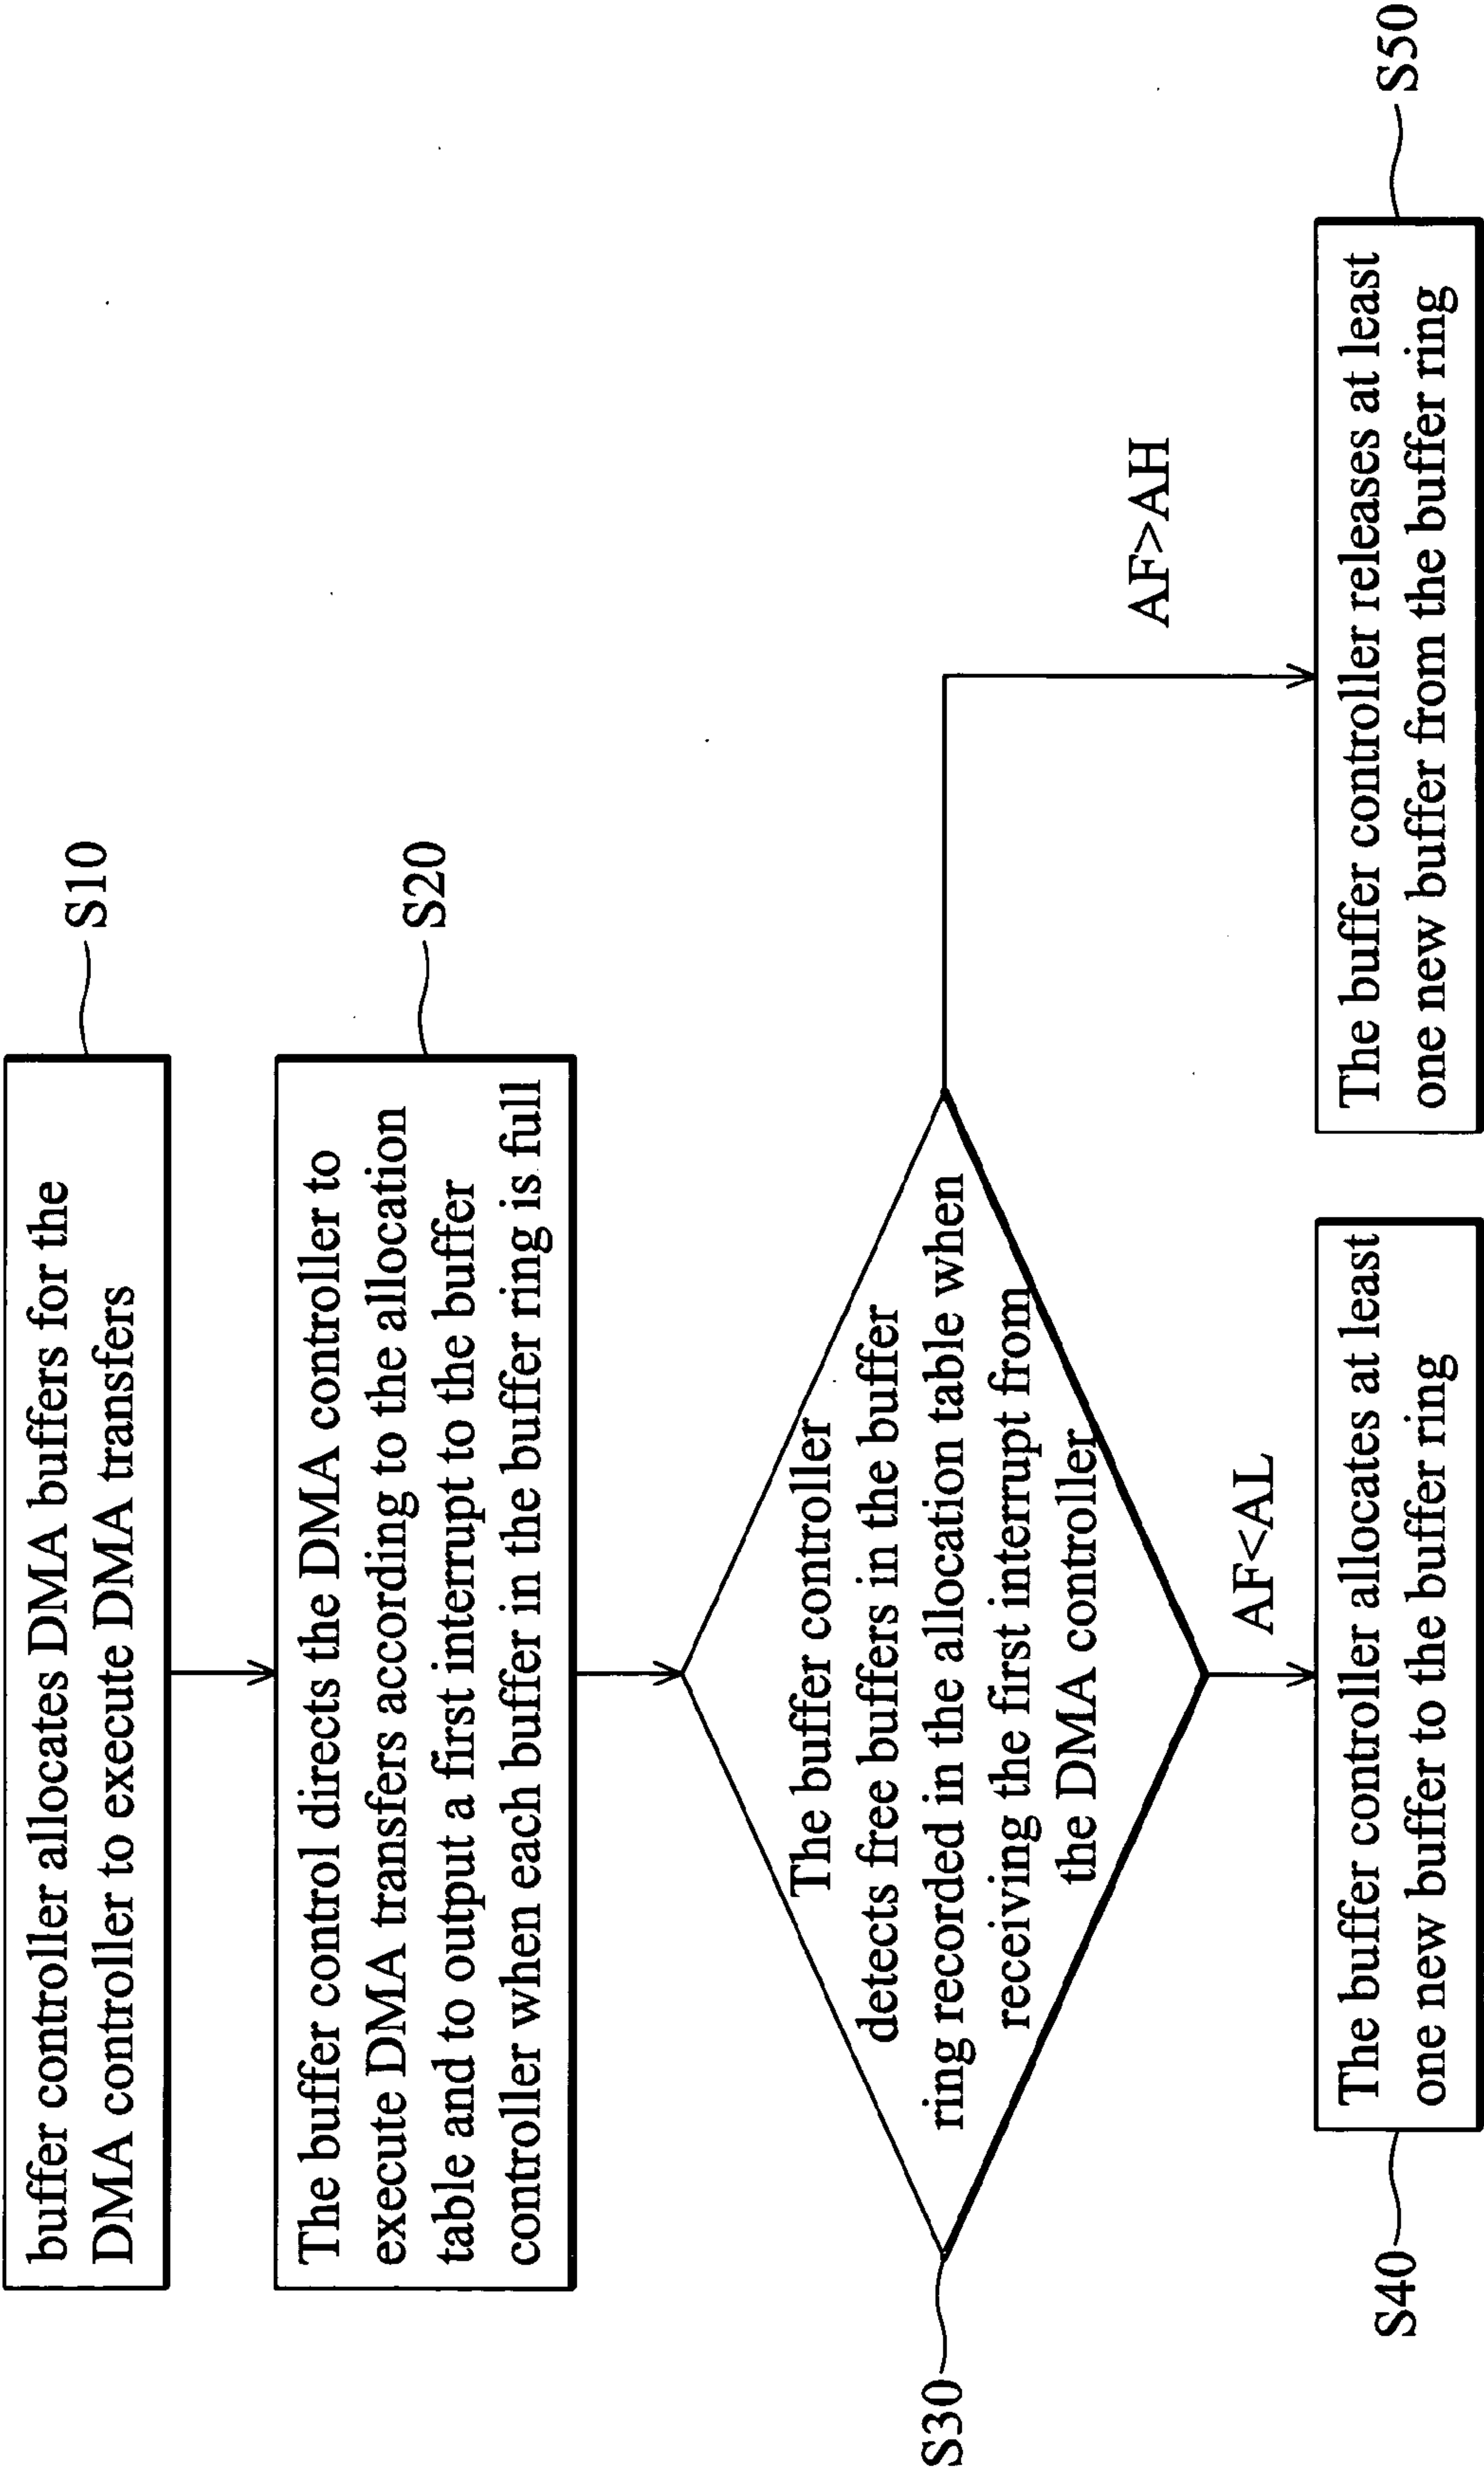 buffer controller allocates DMA buffers for the
DMA controller to execute DMA transfers
S10
The buffer control directs the DMA controller to
execute DMA transfers according to the allocation
table and to output a first interrupt to the buffer
controller when each buffer in the buffer ring is full
S20
S30
The buffer controller
detects free buffers in the buffer
ring recorded in the allocation table when
receiving the first interrupt from
the DMA controller
AF<AL
AF>AH
S40
The buffer controller allocates at least
one new buffer to the buffer ring
The buffer controller releases at least
one new buffer from the buffer ring
S50